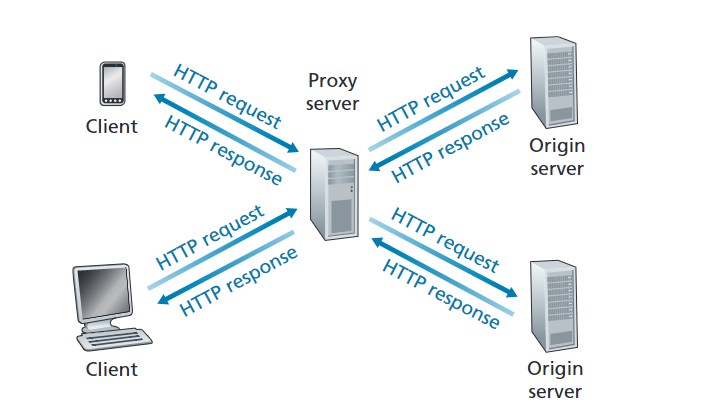 HTTP request
HTTP response
Client
Proxy
server
HTTP request
HTTP response
Origin
server
HTTP request
HTTP response
Client
HTTP request
HTTP response
Origin
server